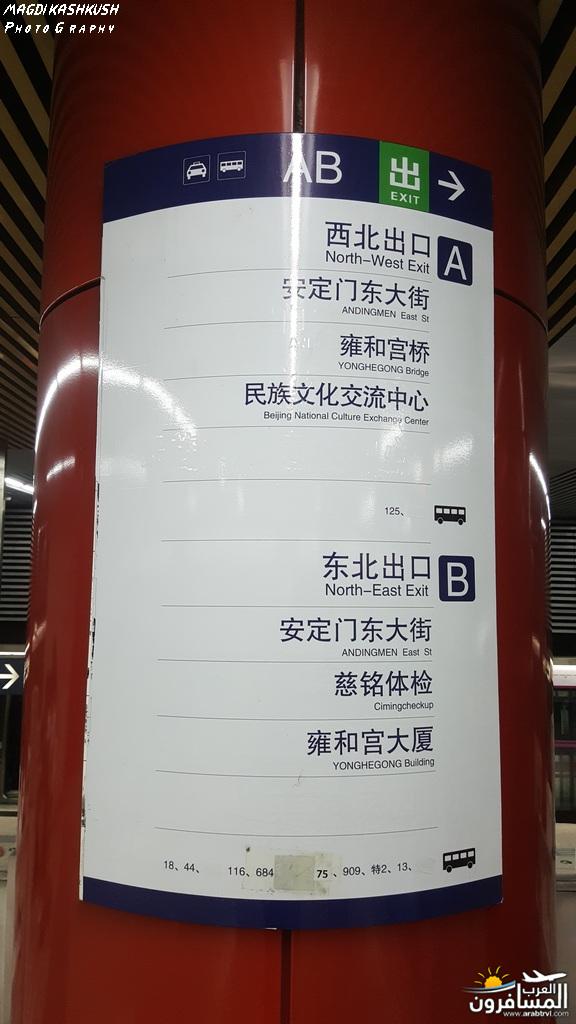 MAGDI KASHKUSH
PHOTOGRAPHY
AB
出
EXIT
西北出口 A
North-West Exit
安定门东大街
ANDINGMEN East St
雍和宫桥
YONGHEGONG Bridge
民族文化交流中心
Beijing National Culture Exchange Center
125、
东北出口 B
North-East Exit
安定门东大街
ANDINGMEN East St
慈铭体检
Cimingcheckup
雍和宫大厦
YONGHEGONG Building
18、44、 116、684 75、909、特2、13、
العرب
المسافرون
www.arabtrvl.com